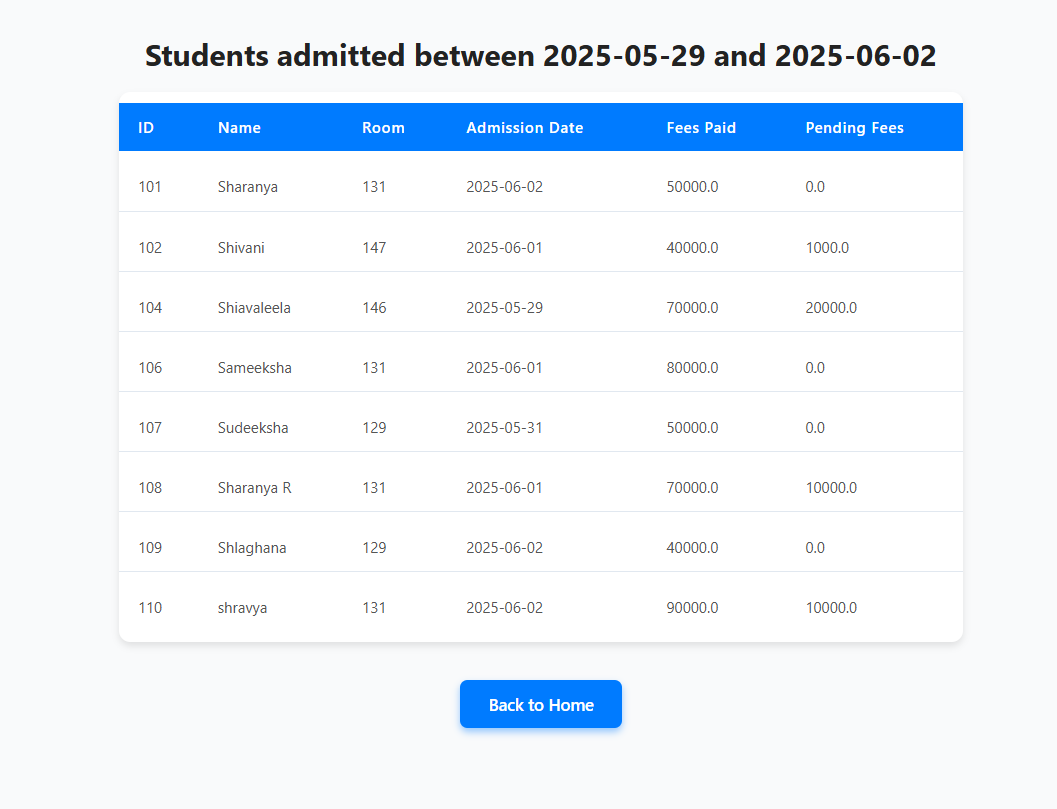 Students admitted between 2025-05-29 and 2025-06-02
ID Name Room Admission Date Fees Paid Pending Fees
101 Sharanya 131 2025-06-02 50000.0 0.0
102 Shivani 147 2025-06-01 40000.0 1000.0
104 Shiavaleela 146 2025-05-29 70000.0 20000.0
106 Sameeksha 131 2025-06-01 80000.0 0.0
107 Sudeeksha 129 2025-05-31 50000.0 0.0
108 Sharanya R 131 2025-06-01 70000.0 10000.0
109 Shlaghana 129 2025-06-02 40000.0 0.0
110 shravya 131 2025-06-02 90000.0 10000.0
Back to Home